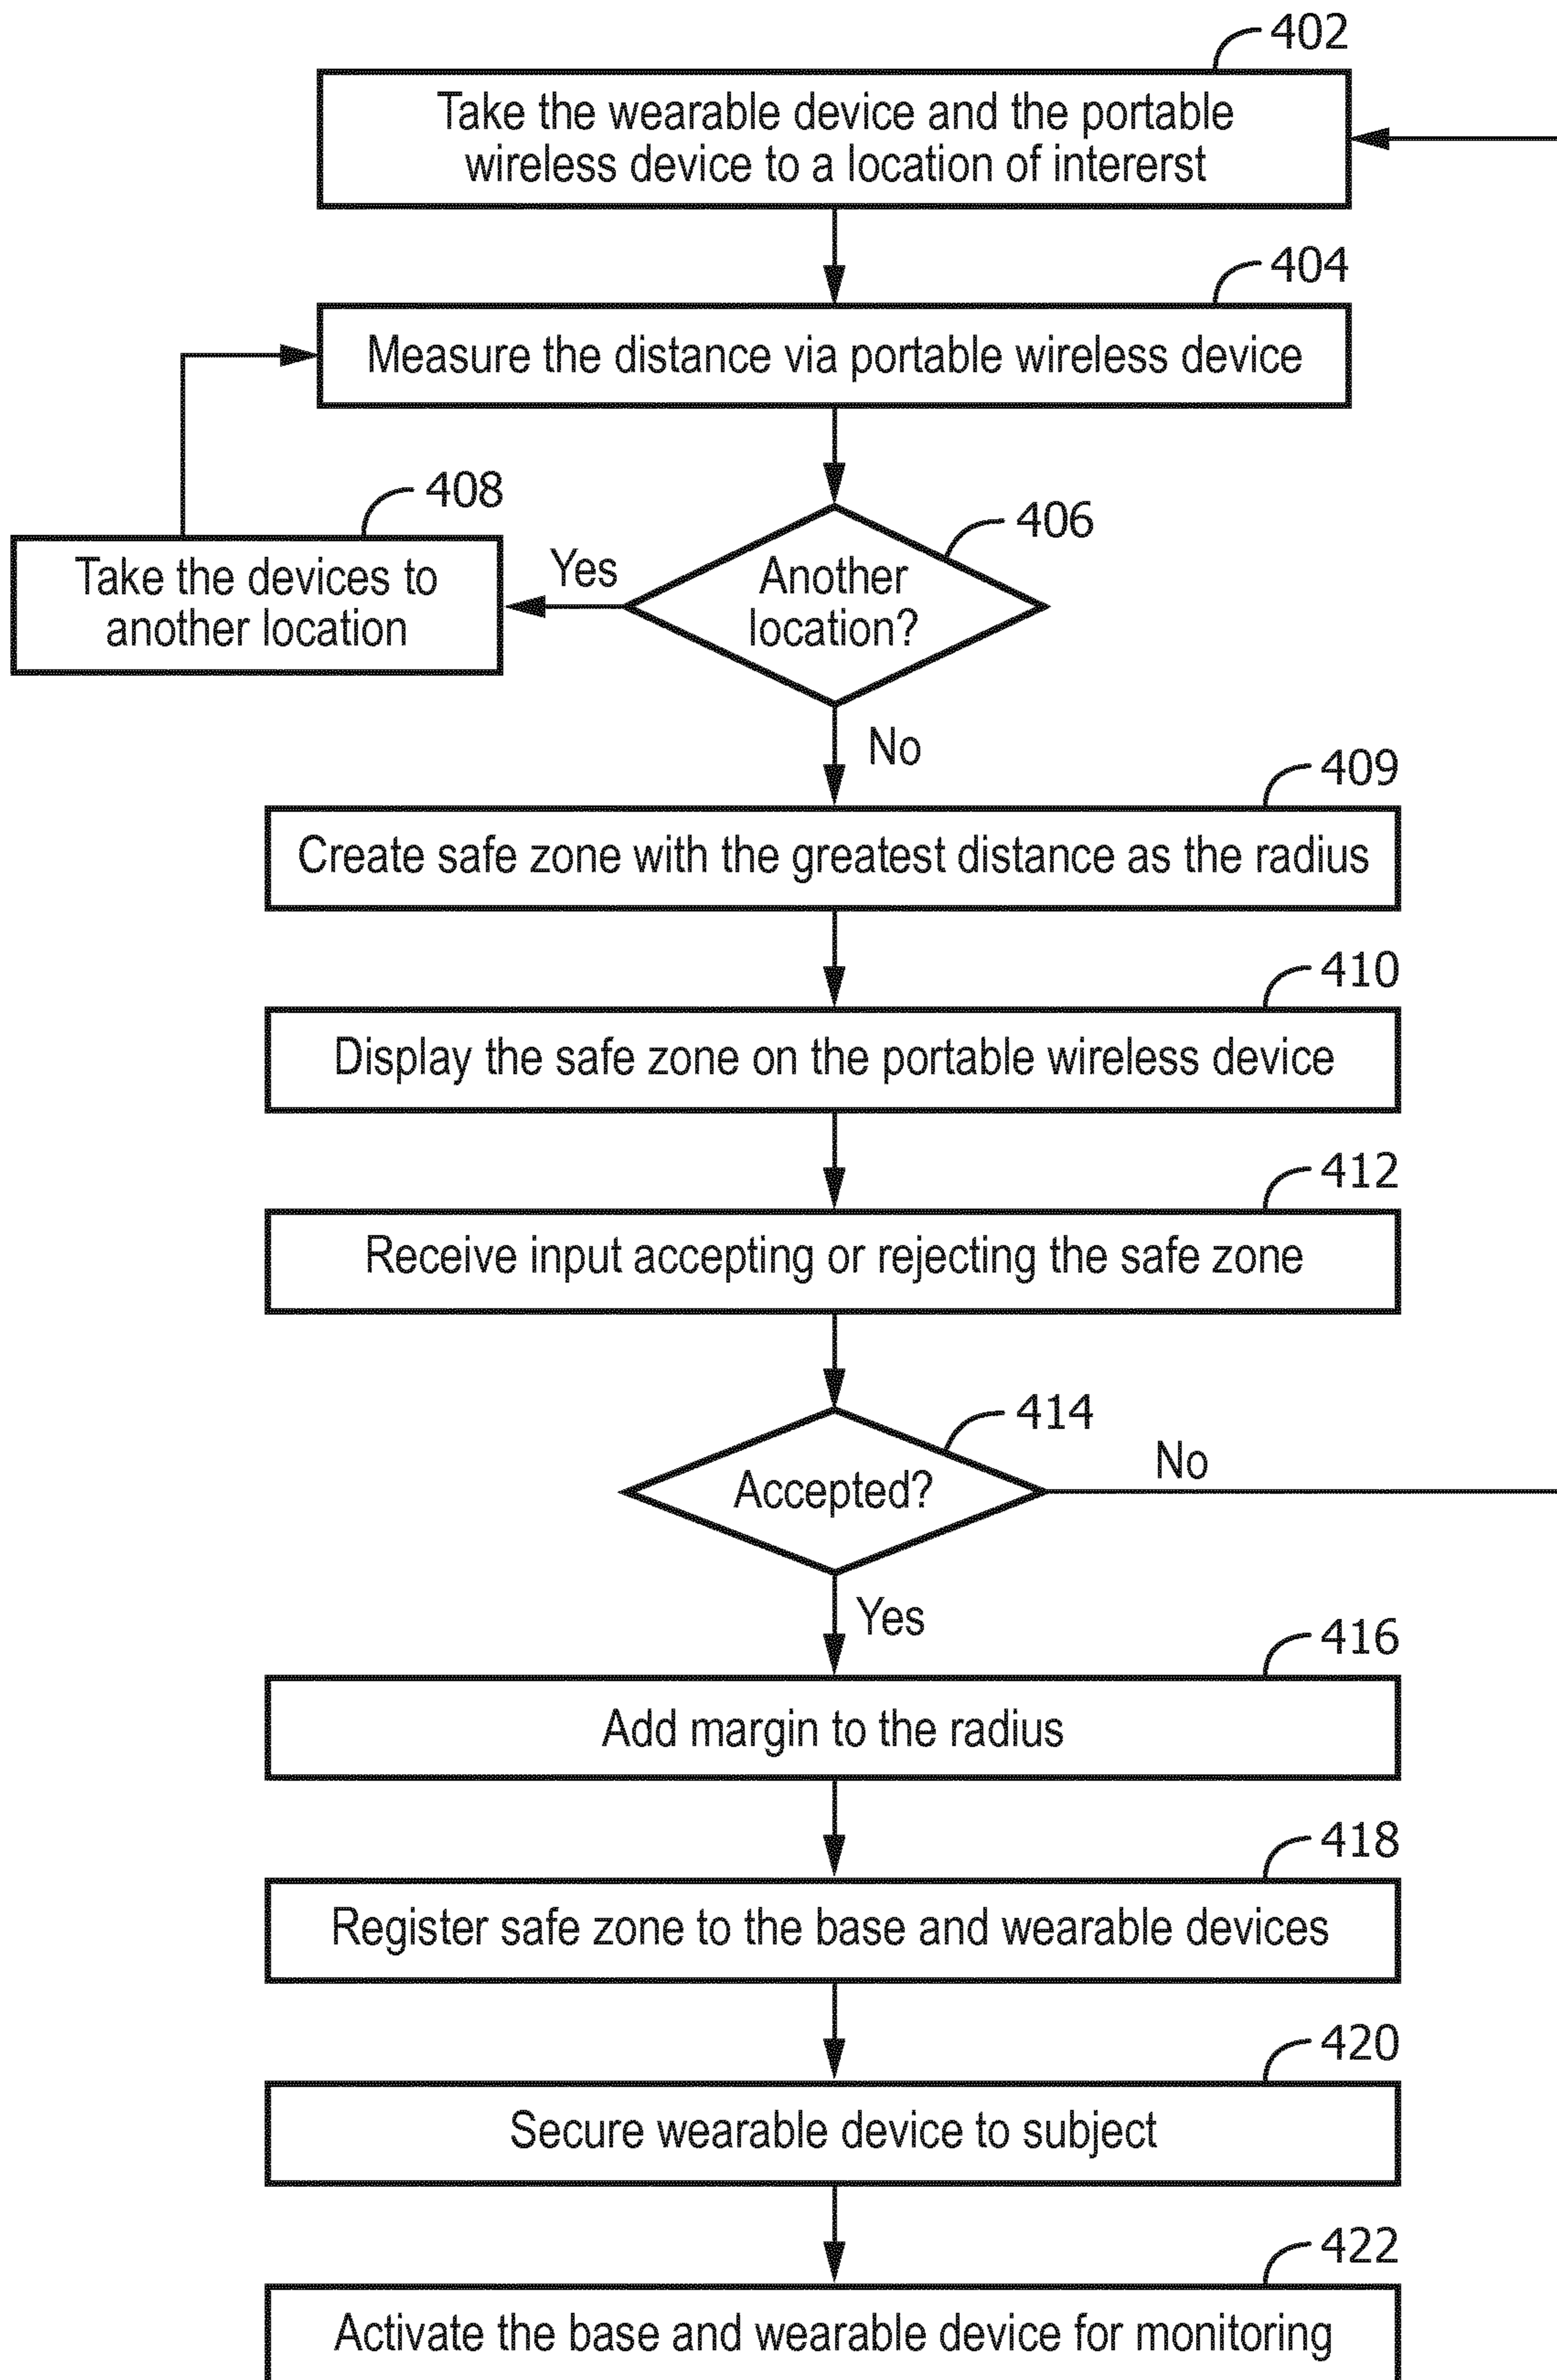 402
Take the wearable device and the portable
wireless device to a location of intererst
404
Measure the distance via portable wireless device
408
Take the devices to
another location
Yes
406
Another
location?
No
409
Create safe zone with the greatest distance as the radius
410
Display the safe zone on the portable wireless device
412
Receive input accepting or rejecting the safe zone
414
Accepted?
No
Yes
416
Add margin to the radius
418
Register safe zone to the base and wearable devices
420
Secure wearable device to subject
422
Activate the base and wearable device for monitoring